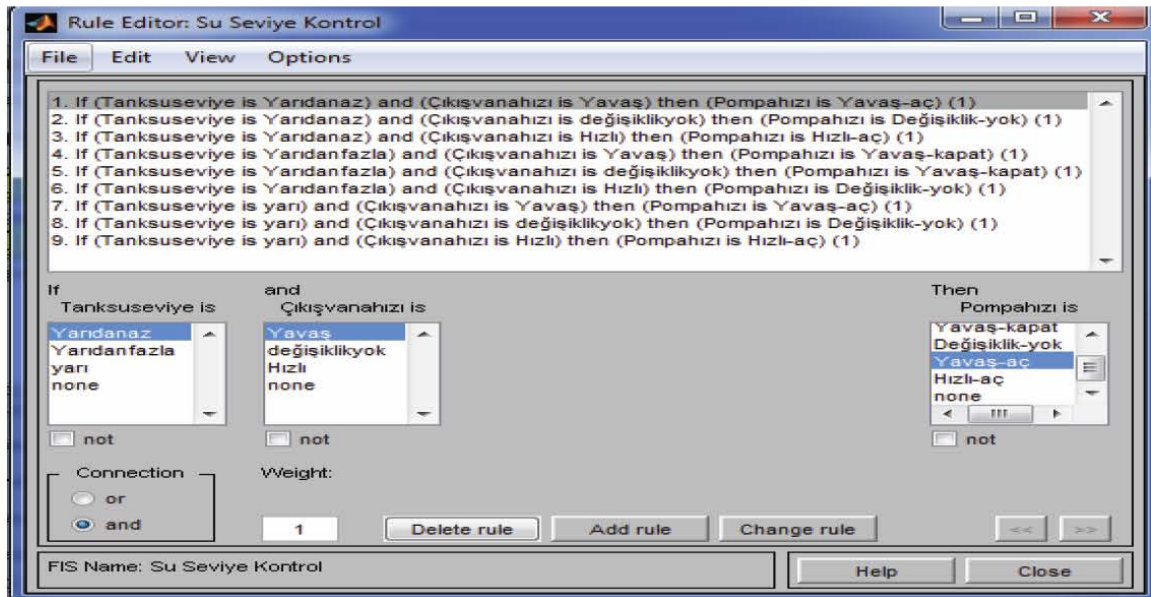 Rule Editor: Su Seviye Kontrol
File Edit View Options
1. If (Tanksuseviye is Yarıdanaz) and (Çıkışvanahızı is Yavaş) then (Pompahızı is Yavaş-aç) (1)
2. If (Tanksuseviye is Yarıdanaz) and (Çıkışvanahızı is değişiklikyok) then (Pompahızı is Değişiklik-yok) (1)
3. If (Tanksuseviye is Yarıdanaz) and (Çıkışvanahızı is Hızlı) then (Pompahızı is Hızlı-aç) (1)
4. If (Tanksuseviye is Yarıdanfazla) and (Çıkışvanahızı is Yavaş) then (Pompahızı is Yavaş-kapat) (1)
5. If (Tanksuseviye is Yarıdanfazla) and (Çıkışvanahızı is değişiklikyok) then (Pompahızı is Yavaş-kapat) (1)
6. If (Tanksuseviye is Yarıdanfazla) and (Çıkışvanahızı is Hızlı) then (Pompahızı is Değişiklik-yok) (1)
7. If (Tanksuseviye is yarı) and (Çıkışvanahızı is Yavaş) then (Pompahızı is Yavaş-aç) (1)
8. If (Tanksuseviye is yarı) and (Çıkışvanahızı is değişiklikyok) then (Pompahızı is Değişiklik-yok) (1)
9. If (Tanksuseviye is yarı) and (Çıkışvanahızı is Hızlı) then (Pompahızı is Hızlı-aç) (1)
If
Tanksuseviye is
Yarıdanaz
Yarıdanfazla
yarı
none
not
and
Çıkışvanahızı is
Yavaş
değişiklikyok
Hızlı
none
not
Then
Pompahızı is
Yavaş-kapat
Değişiklik-yok
Yavaş-aç
Hızlı-aç
none
not
Connection
or
and
Weight:
1
Delete rule Add rule Change rule << >>
FIS Name: Su Seviye Kontrol
Help Close